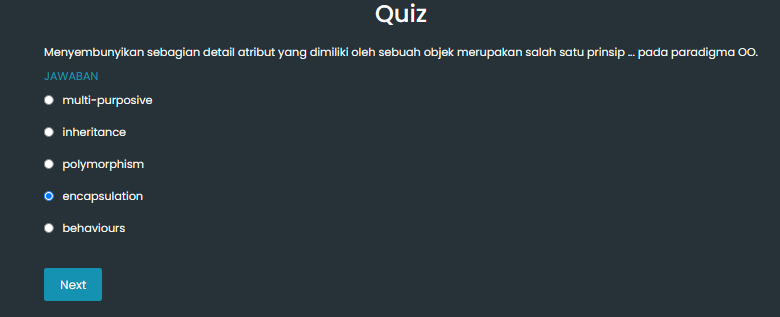 Quiz
Menyembunyikan sebagian detail atribut yang dimiliki oleh sebuah objek merupakan salah satu prinsip ... pada paradigma OO.
JAWABAN
multi-purposive
inheritance
polymorphism
encapsulation
behaviours
Next